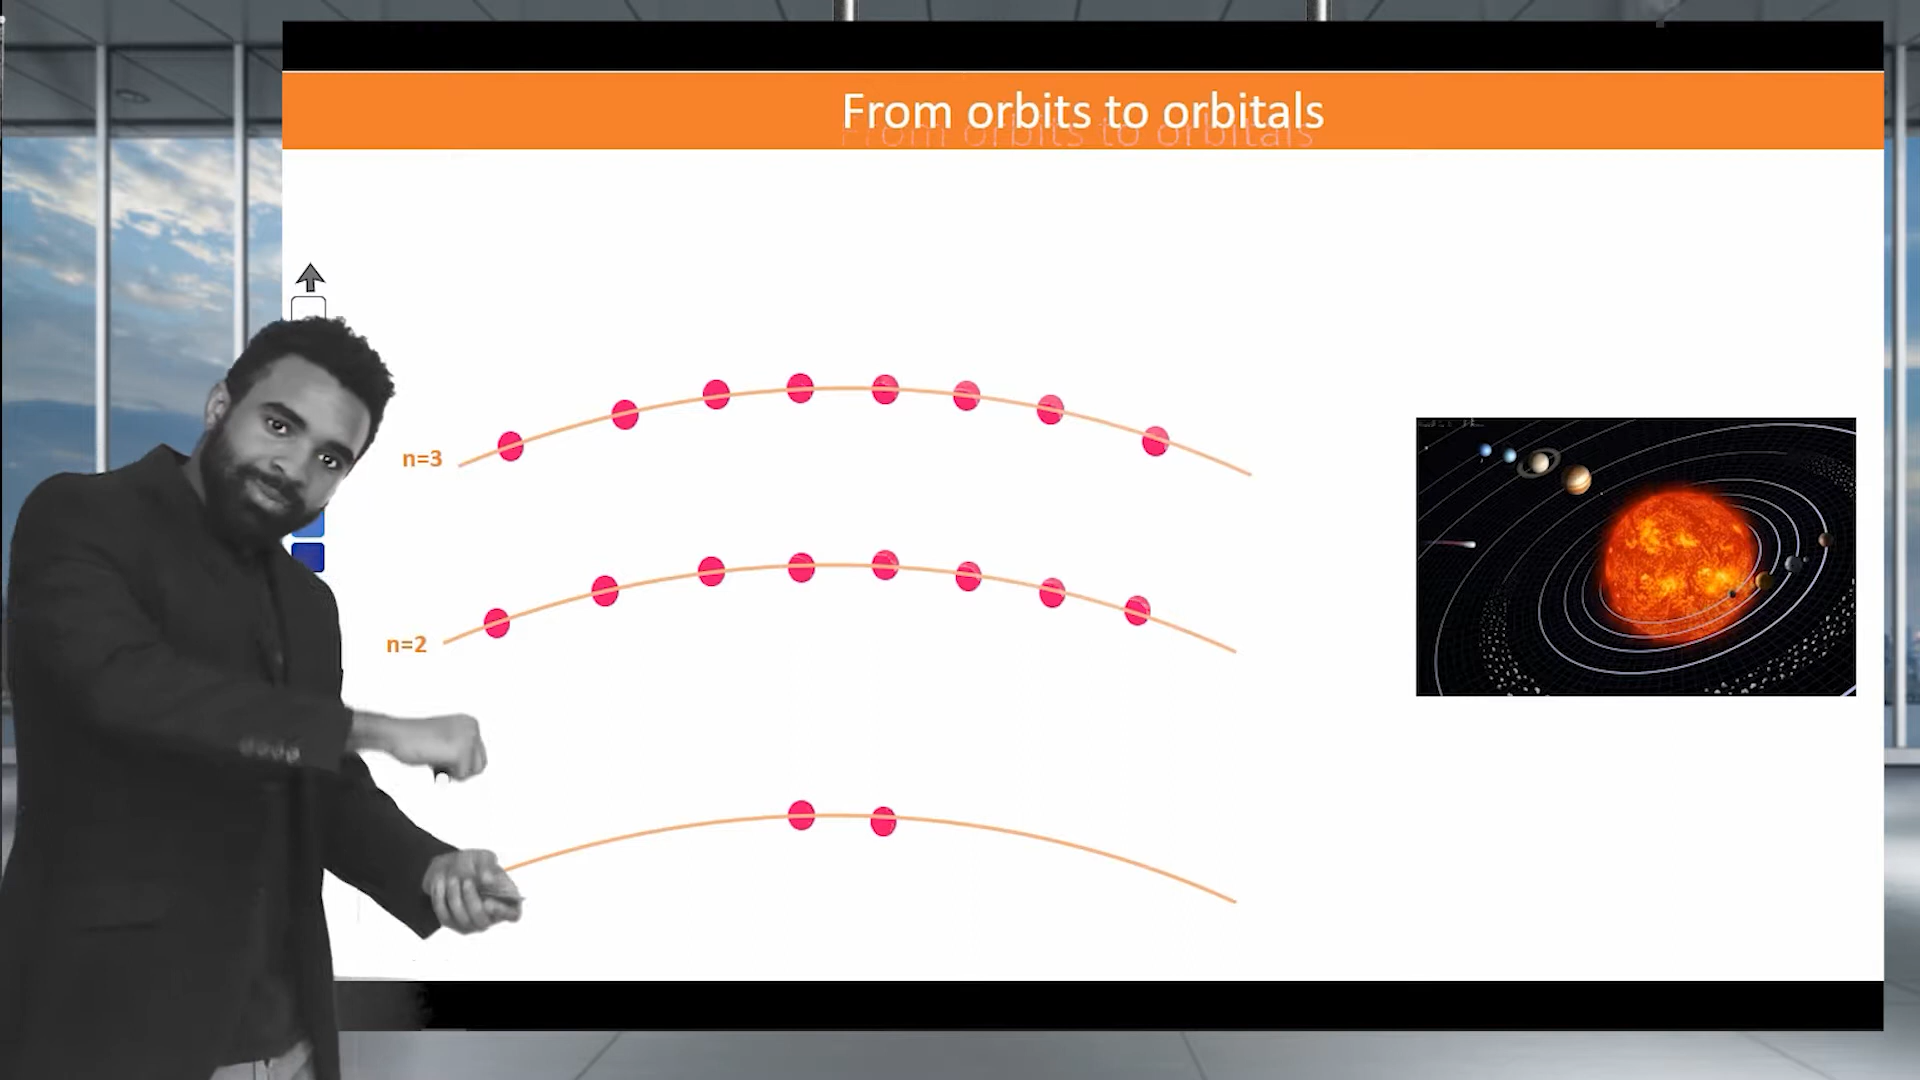 From orbits to orbitals
n=3
n=2